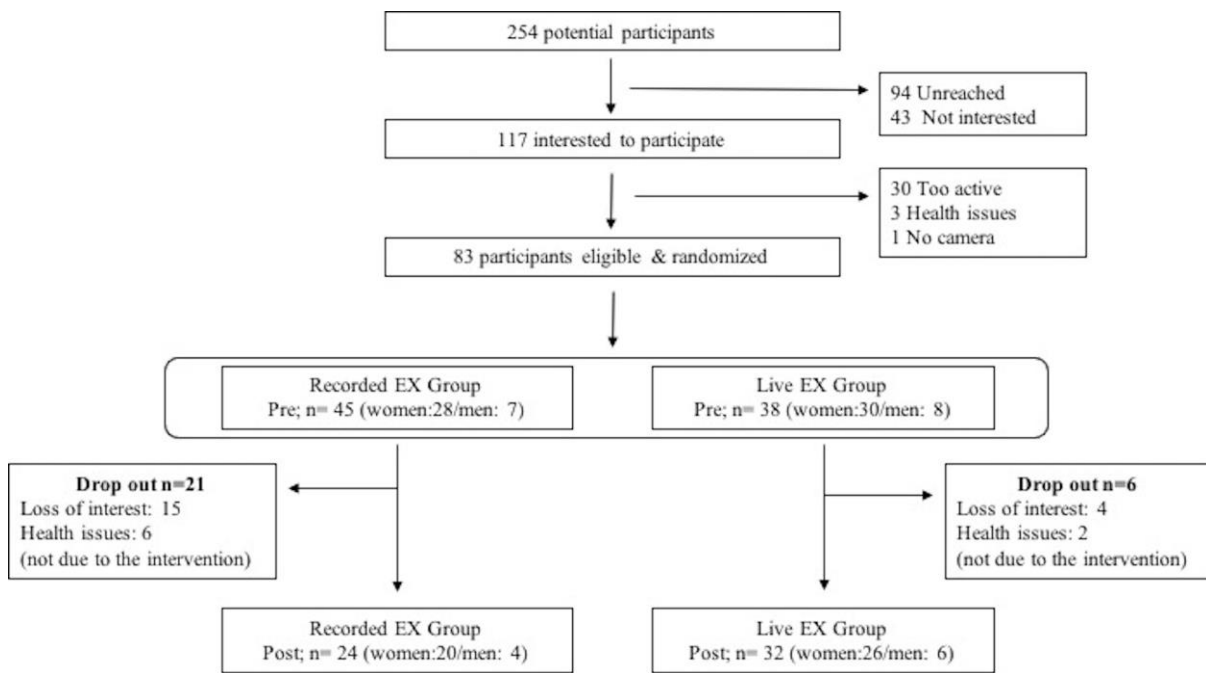 254 potential participants
94 Unreached
43 Not interested
117 interested to participate
30 Too active
3 Health issues
1 No camera
83 participants eligible & randomized
Recorded EX Group
Pre; n= 45 (women:28/men: 7)
Live EX Group
Pre; n= 38 (women:30/men: 8)
Drop out n=21
Loss of interest: 15
Health issues: 6
(not due to the intervention)
Drop out n=6
Loss of interest: 4
Health issues: 2
(not due to the intervention)
Recorded EX Group
Post; n= 24 (women:20/men: 4)
Live EX Group
Post; n= 32 (women:26/men: 6)